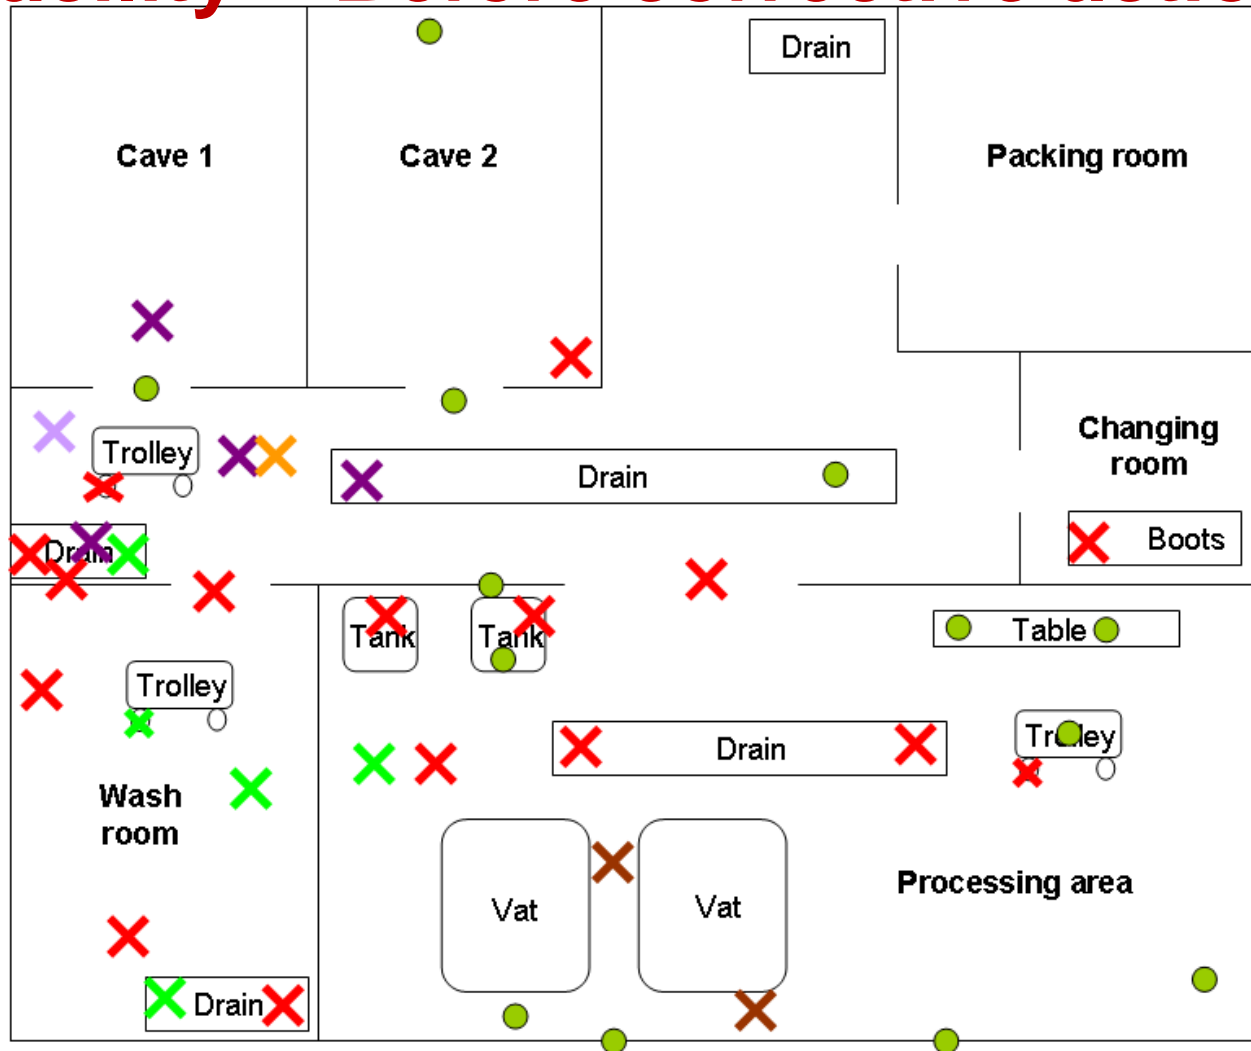 Drain
Cave 1
Cave 2
Packing room
Changing
room
Trolley
Drain
Drain
Boots
Tank
Tank
Table
Trolley
Drain
Trolley
Wash
room
Processing area
Vat
Vat
Drain